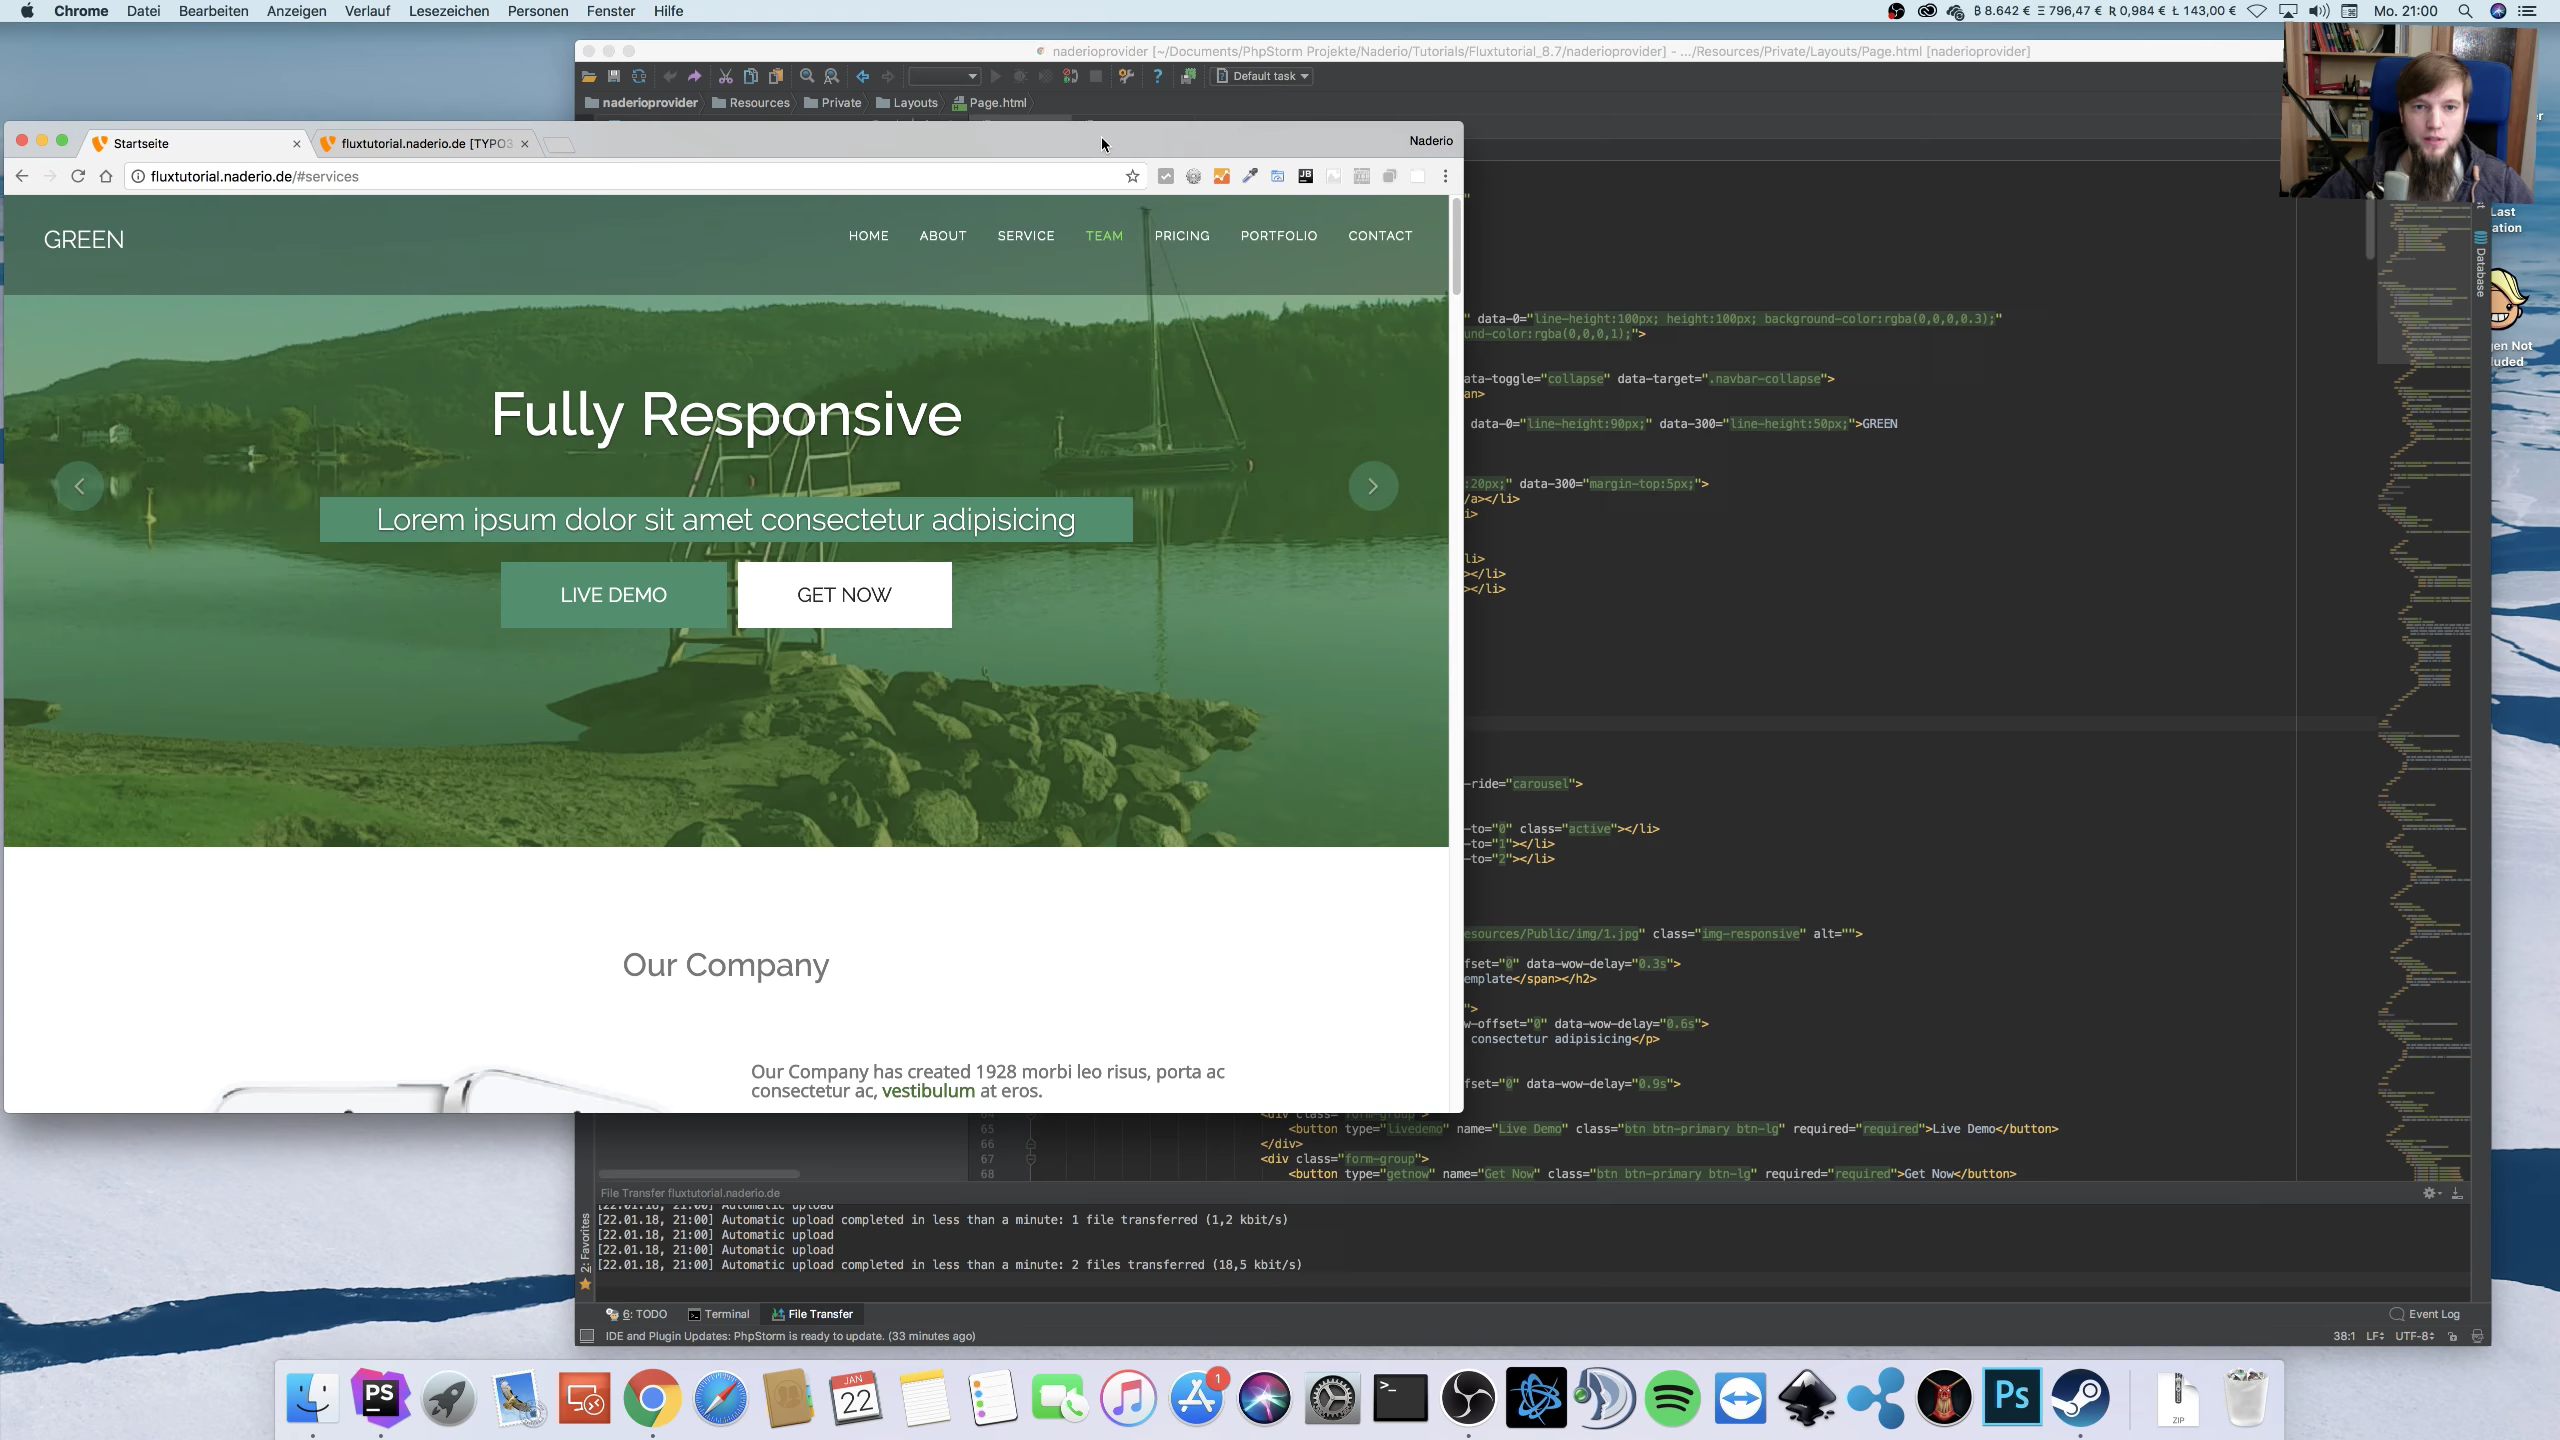 Chrome Datei Bearbeiten Anzeigen Verlauf Lesezeichen Personen Fenster Hilfe
8.642 € 796,47 € 0,984 € Ł 143,00 € Mo. 21:00
naderioprovider [~/Documents/PhpStorm Projekte/Naderio/Tutorials/Fluxtutorial_8.7/naderioprovider] - .../Resources/Private/Layouts/Page.html [naderioprovider]
Default task
naderioprovider Resources Private Layouts Page.html
Startseite
fluxtutorial.naderio.de [TYPO3
Naderio
fluxtutorial.naderio.de/#services
GREEN
HOME ABOUT SERVICE TEAM PRICING PORTFOLIO CONTACT
Fully Responsive
Lorem ipsum dolor sit amet consectetur adipisicing
LIVE DEMO
GET NOW
Our Company
Our Company has created 1928 morbi leo risus, porta ac
consectetur ac, vestibulum at eros.
" data-0="line-height:100px; height:100px; background-color:rgba(0,0,0,0.3);"
und-color:rgba(0,0,0,1);">
ata-toggle="collapse" data-target=".navbar-collapse">
an>
data-0="line-height:90px;" data-300="line-height:50px;">GREEN
:20px;" data-300="margin-top:5px;">
/a></li>
i>
li>
></li>
></li>
-ride="carousel">
-to="0" class="active"></li>
-to="1"></li>
-to="2"></li>
esources/Public/img/1.jpg" class="img-responsive" alt="">
fset="0" data-wow-delay="0.3s">
emplate</span></h2>
">
w-offset="0" data-wow-delay="0.6s">
consectetur adipisicing</p>
fset="0" data-wow-delay="0.9s">
65 <button type="livedemo" name="Live Demo" class="btn btn-primary btn-lg" required="required">Live Demo</button>
66 </div>
67 <div class="form-group">
68 <button type="getnow" name="Get Now" class="btn btn-primary btn-lg" required="required">Get Now</button>
Database
Last
ation
en Not
uded
File Transfer fluxtutorial.naderio.de
[22.01.18, 21:00] Automatic upload
[22.01.18, 21:00] Automatic upload completed in less than a minute: 1 file transferred (1,2 kbit/s)
[22.01.18, 21:00] Automatic upload
[22.01.18, 21:00] Automatic upload
[22.01.18, 21:00] Automatic upload completed in less than a minute: 2 files transferred (18,5 kbit/s)
2: Favorites
6: TODO Terminal File Transfer
Event Log
IDE and Plugin Updates: PhpStorm is ready to update. (33 minutes ago)
38:1 LF UTF-8
PS
JAN
22
1
Ps
ZIP